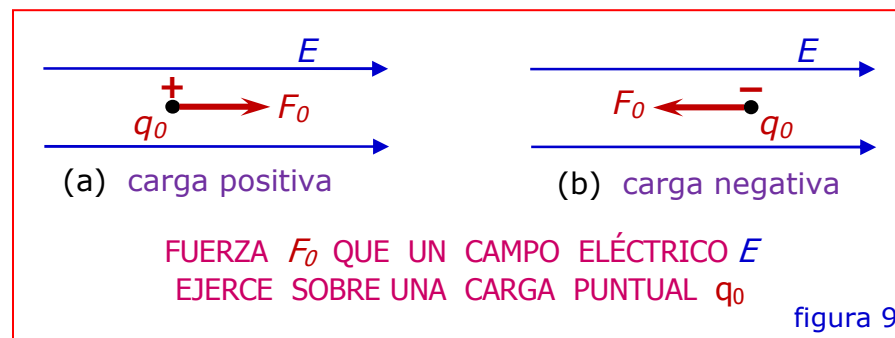 E
+
F₀
q₀
(a) carga positiva
E
−
F₀
q₀
(b) carga negativa
FUERZA F₀ QUE UN CAMPO ELÉCTRICO E
EJERCE SOBRE UNA CARGA PUNTUAL q₀
figura 9